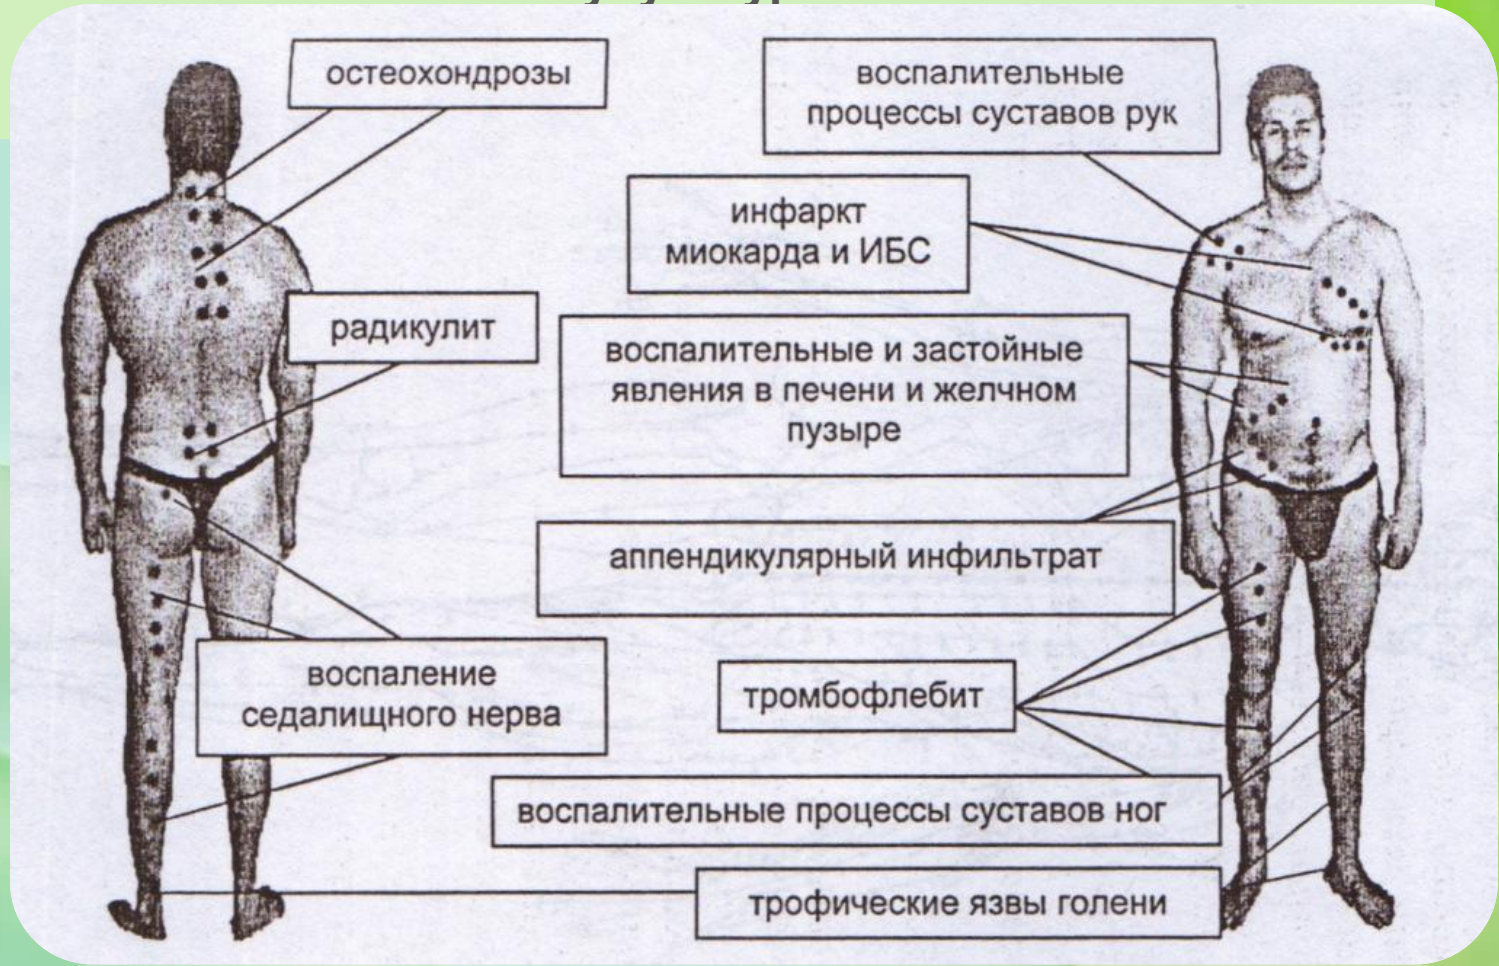 остеохондрозы
воспалительные
процессы суставов рук
инфаркт
миокарда и ИБС
радикулит
воспалительные и застойные
явления в печени и желчном
пузыре
аппендикулярный инфильтрат
воспаление
седалищного нерва
тромбофлебит
воспалительные процессы суставов ног
трофические язвы голени